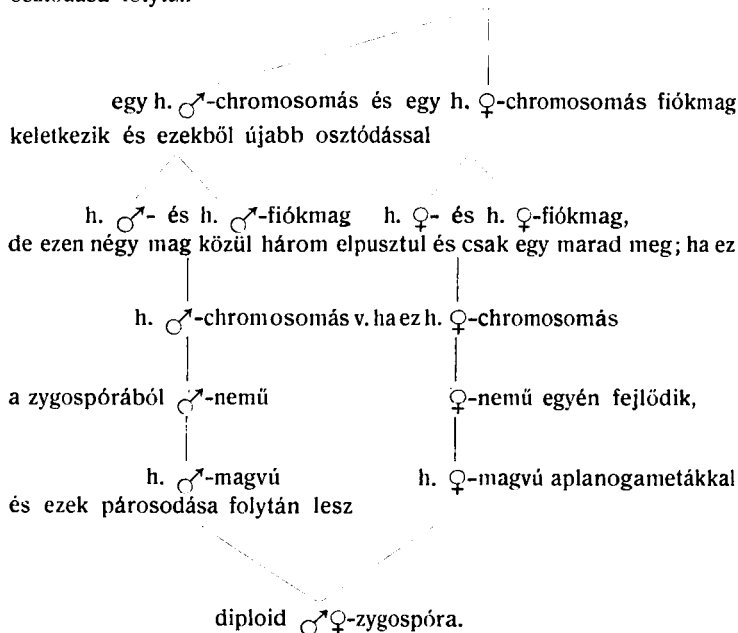 egy h. ♂-chromosomás és egy h. ♀-chromosomás fiókmag
keletkezik és ezekből újabb osztódással
h. ♂- és h. ♂-fiókmag h. ♀- és h. ♀-fiókmag,
de ezen négy mag közül három elpusztul és csak egy marad meg; ha ez
h. ♂-chromosomás v. ha ez h. ♀-chromosomás
a zygospórából ♂-nemű ♀-nemű egyén fejlődik,
h. ♂-magvú h. ♀-magvú aplanogametákkal
és ezek párosodása folytán lesz
diploid ♂♀-zygospóra.